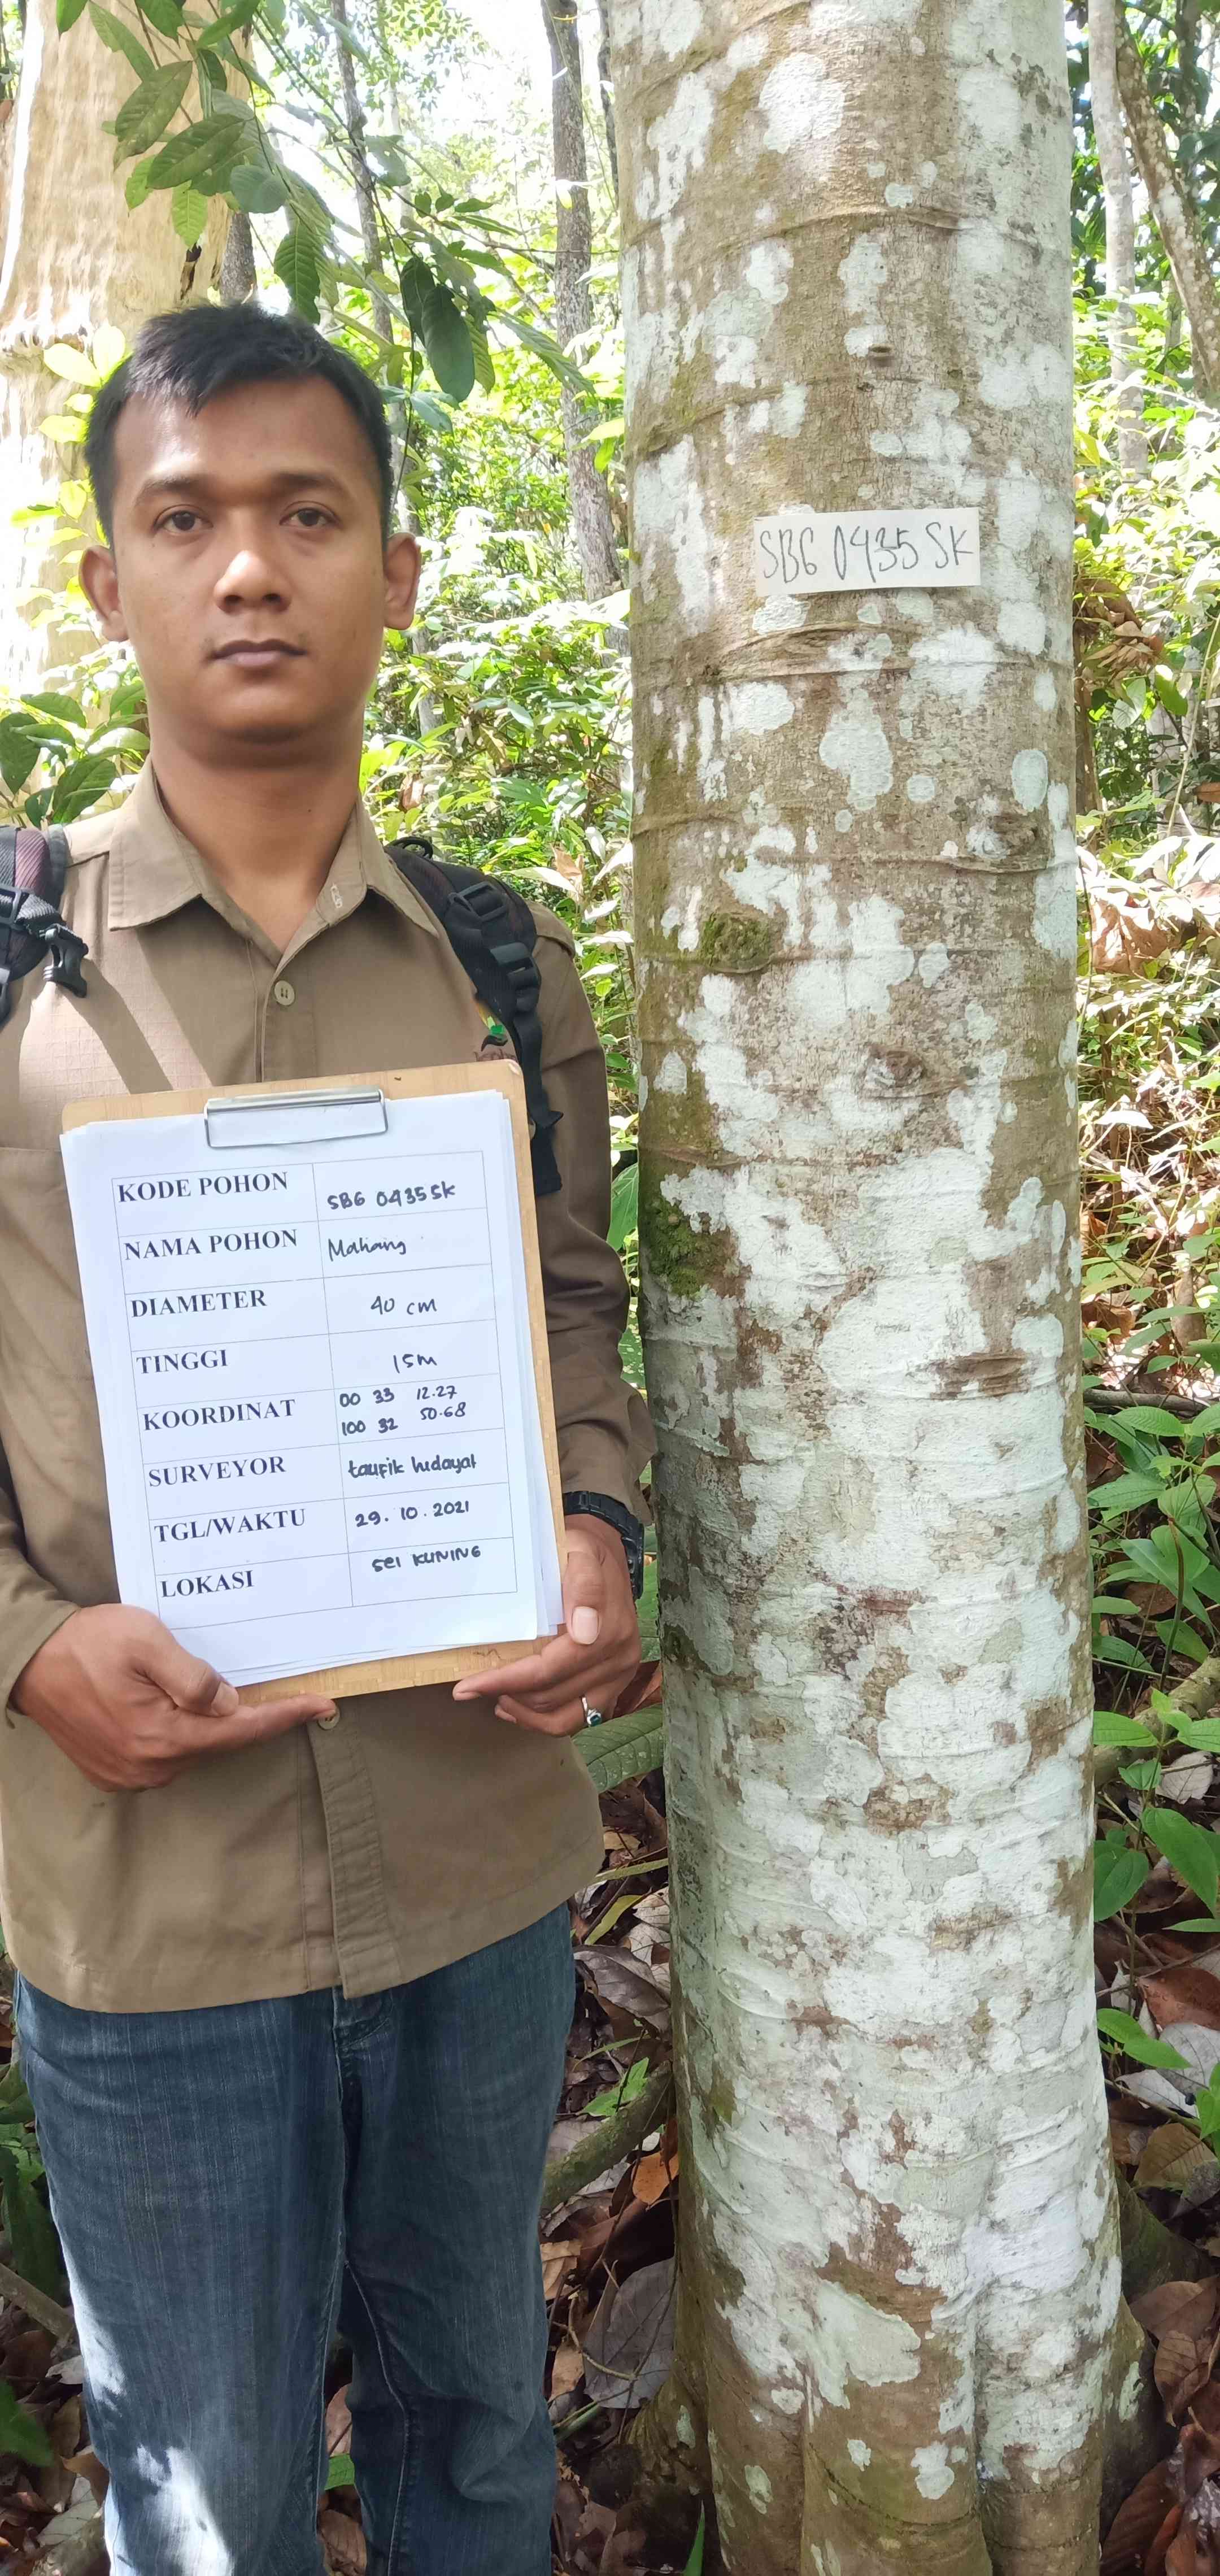 SBG 0435 SK
KODE POHON SBG 0435 SK
NAMA POHON Mahang
DIAMETER 40 cm
TINGGI 15M
KOORDINAT 00 33 12.27
100 32 50.68
SURVEYOR taufik hidayat
TGL/WAKTU 29.10.2021
LOKASI SEI KUNING